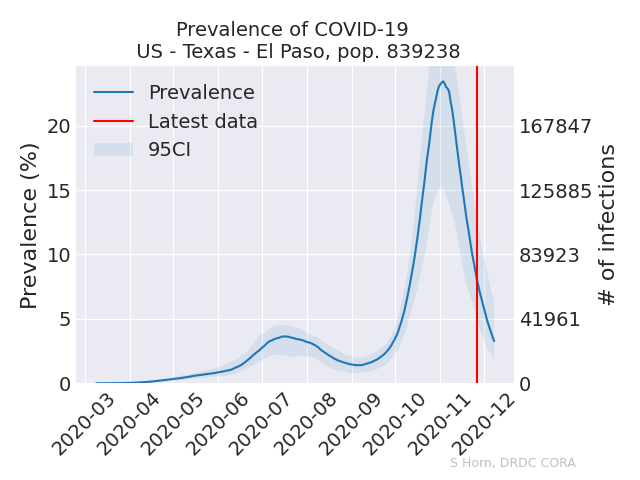 Prevalence of COVID-19
US - Texas - El Paso, pop. 839238
Prevalence
Latest data
95CI
Prevalence (%)
20
15
10
5
0
167847
125885
83923
41961
0
# of infections
2020-03
2020-04
2020-05
2020-06
2020-07
2020-08
2020-09
2020-10
2020-11
2020-12
S Horn, DRDC CORA